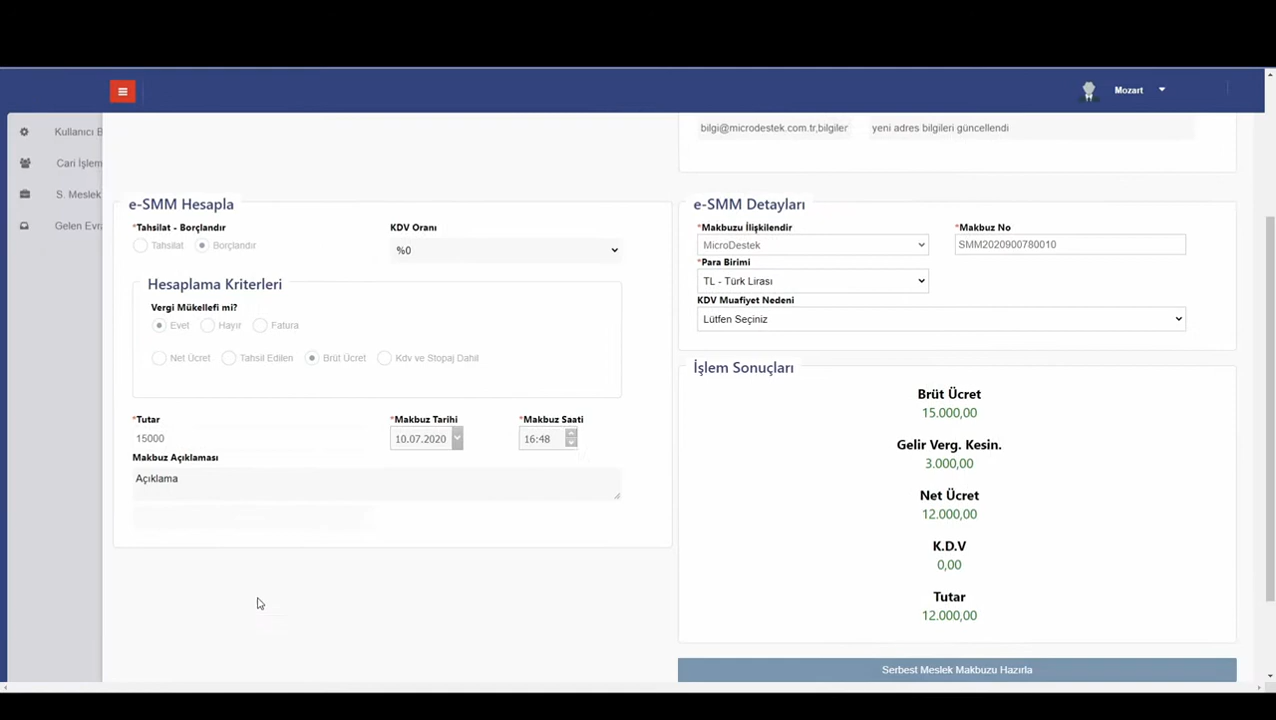 Mozart
Kullanıcı B
Cari İşlem
S. Meslek
Gelen Evra
bilgi@microdestek.com.tr,bilgiler
yeni adres bilgileri güncellendi
e-SMM Hesapla
*Tahsilat - Borçlandır
Tahsilat
Borçlandır
KDV Oranı
%0
Hesaplama Kriterleri
Vergi Mükellefi mi?
Evet
Hayır
Fatura
Net Ücret
Tahsil Edilen
Brüt Ücret
Kdv ve Stopaj Dahil
*Tutar
15000
*Makbuz Tarihi
10.07.2020
*Makbuz Saati
16:48
Makbuz Açıklaması
Açıklama
e-SMM Detayları
*Makbuzu İlişkilendir
MicroDestek
*Makbuz No
SMM2020900780010
*Para Birimi
TL - Türk Lirası
KDV Muafiyet Nedeni
Lütfen Seçiniz
İşlem Sonuçları
Brüt Ücret
15.000,00
Gelir Verg. Kesin.
3.000,00
Net Ücret
12.000,00
K.D.V
0,00
Tutar
12.000,00
Serbest Meslek Makbuzu Hazırla